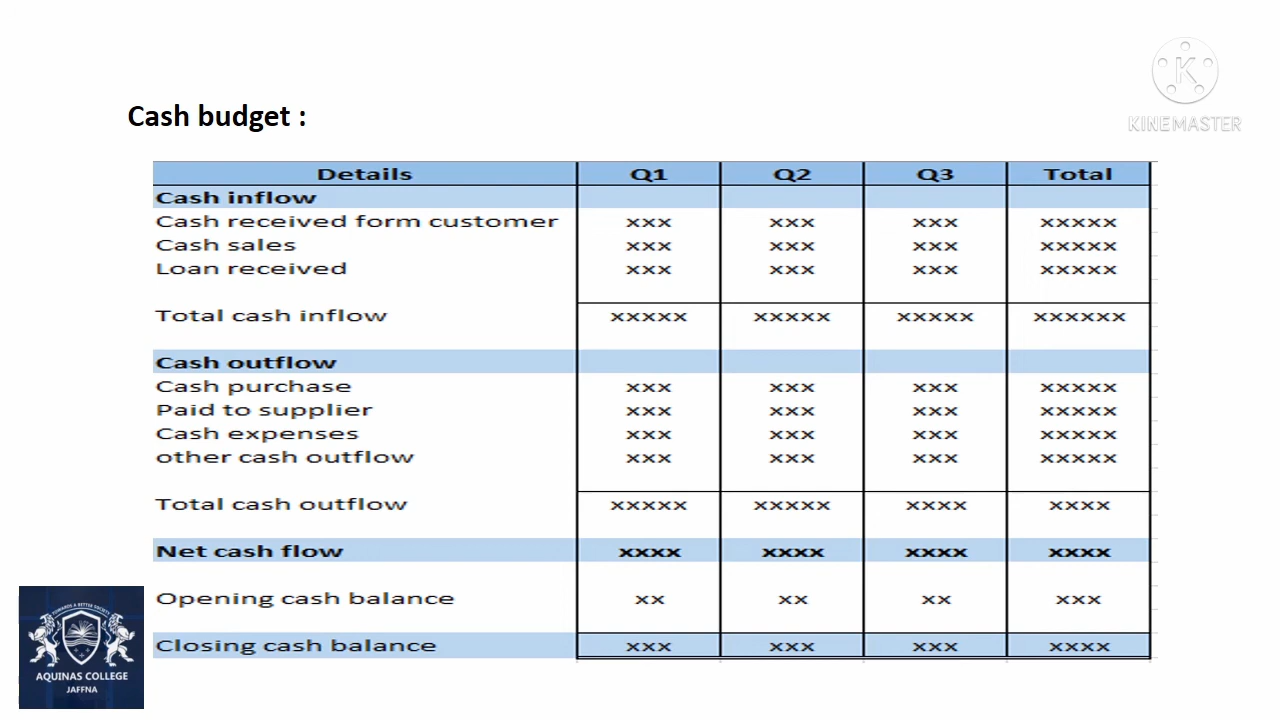 KINEMASTER
Cash budget :
Details Q1 Q2 Q3 Total
Cash inflow
Cash received form customer xxx xxx xxx xxxxx
Cash sales xxx xxx xxx xxxxx
Loan received xxx xxx xxx xxxxx
Total cash inflow xxxxx xxxxx xxxxx xxxxxx
Cash outflow
Cash purchase xxx xxx xxx xxxxx
Paid to supplier xxx xxx xxx xxxxx
Cash expenses xxx xxx xxx xxxxx
other cash outflow xxx xxx xxx xxxxx
Total cash outflow xxxxx xxxxx xxxx xxxx
Net cash flow xxxx xxxx xxxx xxxx
Opening cash balance xx xx xx xxx
Closing cash balance xxx xxx xxx xxxx
TOWARDS A BETTER SOCIETY
AQUINAS COLLEGE
JAFFNA